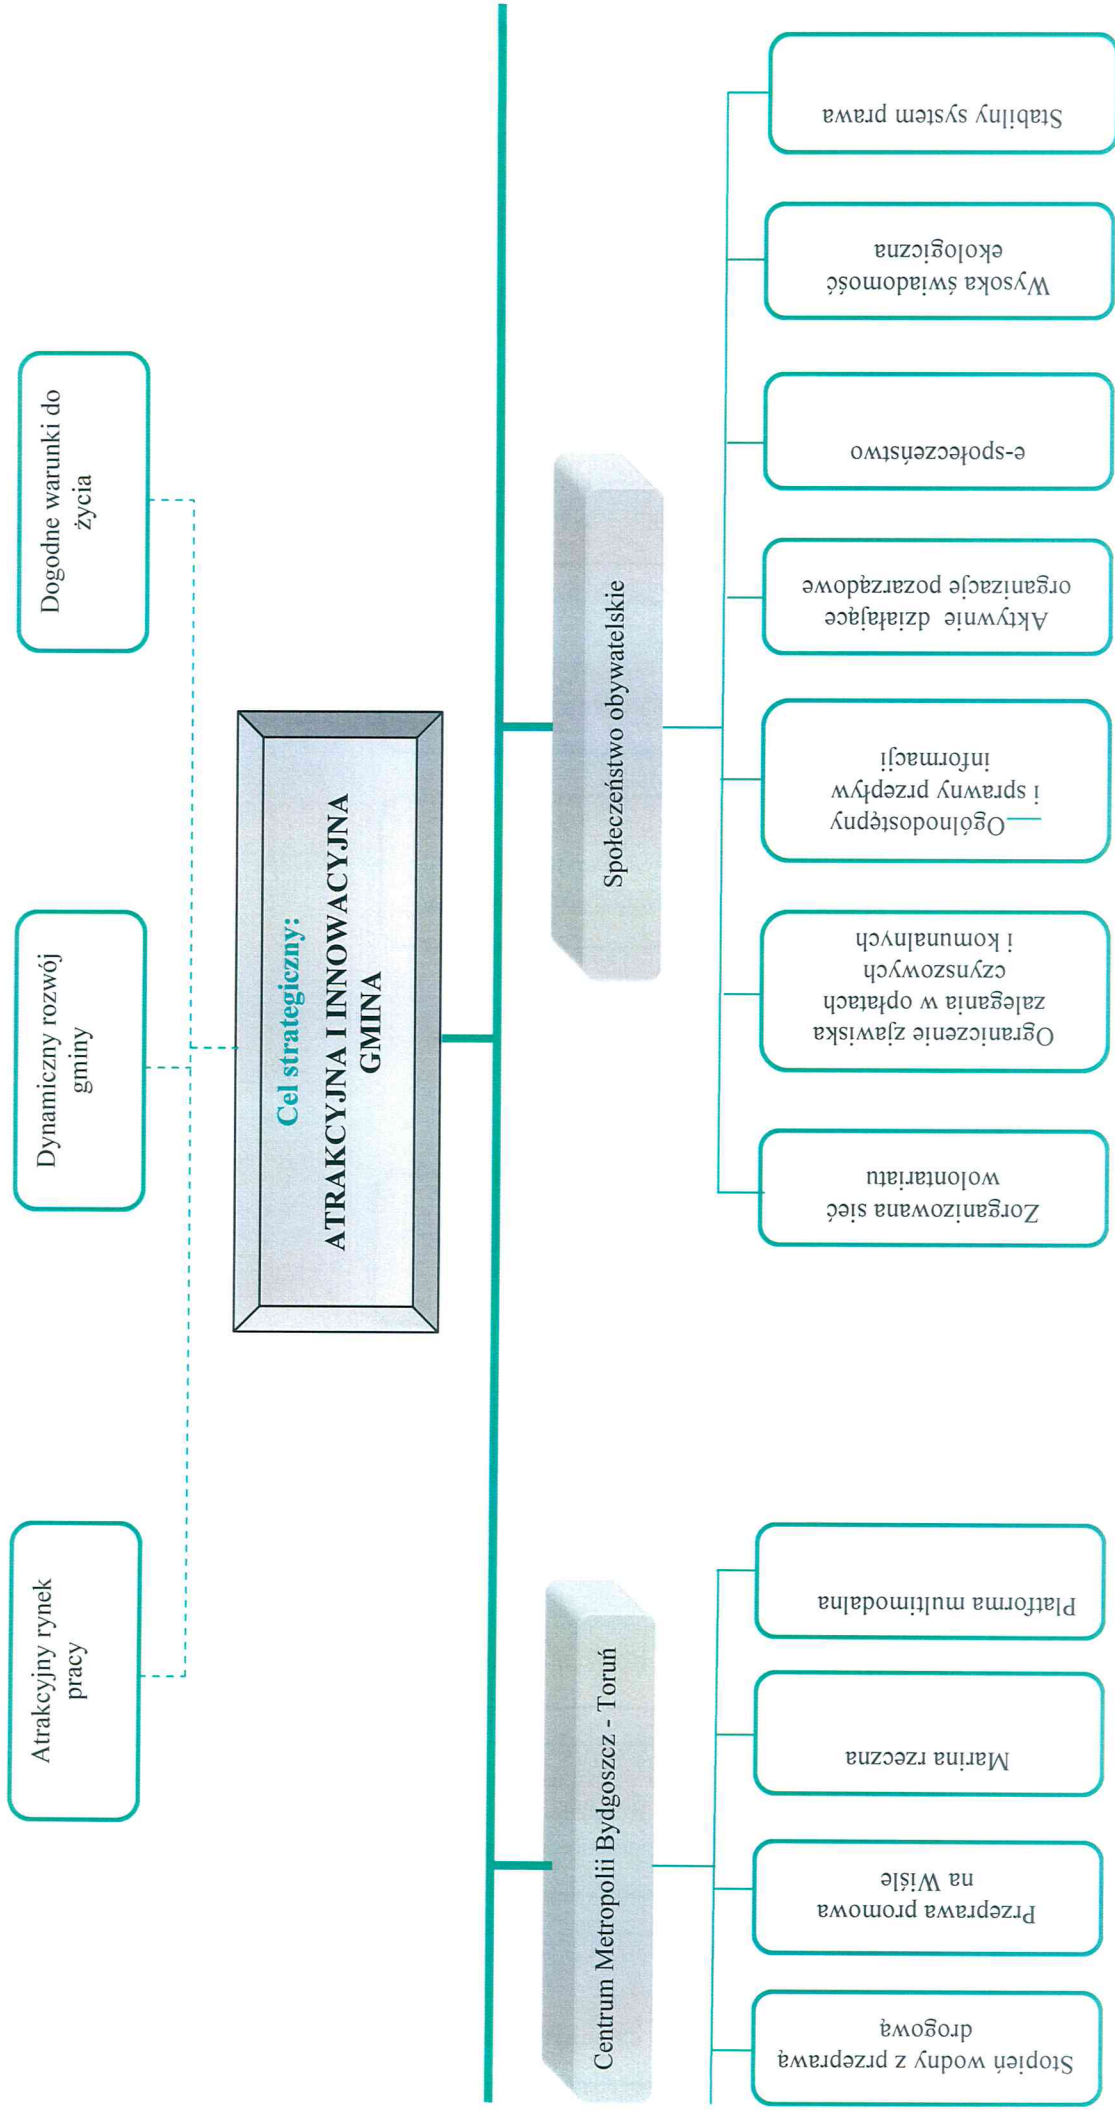 Atrakcyjny rynek
pracy
Dynamiczny rozwój
gminy
Dogodne warunki do
życia
Cel strategiczny:
ATRAKCYJNA I INNOWACYJNA
GMINA
Centrum Metropolii Bydgoszcz - Toruń
Społeczeństwo obywatelskie
Stopień wodny z przeprawą
drogową
Przeprawa promowa
na Wiśle
Marina rzeczna
Platforma multimodalna
Zorganizowana sieć
wolontariatu
Ograniczenie zjawiska
zalegania w opłatach
czynszowych
i komunalnych
Ogólnodostępny
i sprawny przepływ
informacji
Aktywnie działające
organizacje pozarządowe
e-społeczeństwo
Wysoka świadomość
ekologiczna
Stabilny system prawa